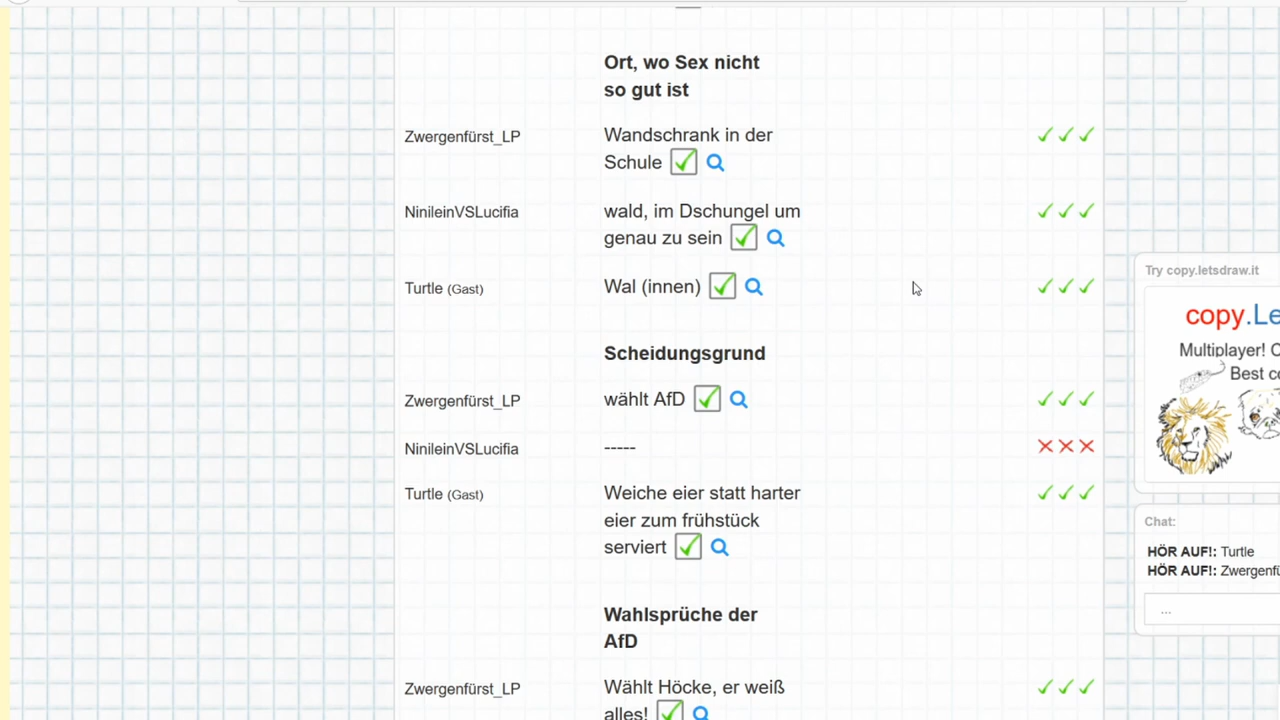 Ort, wo Sex nicht
so gut ist
Zwergenfürst_LP
Wandschrank in der
Schule
NinileinVSLucifia
wald, im Dschungel um
genau zu sein
Turtle (Gast)
Wal (innen)
Scheidungsgrund
Zwergenfürst_LP
wählt AfD
NinileinVSLucifia
-----
Turtle (Gast)
Weiche eier statt harter
eier zum frühstück
serviert
Wahlsprüche der
AfD
Zwergenfürst_LP
Wählt Höcke, er weiß
alles!
Try copy.letsdraw.it
copy.Le
Multiplayer! C
Best co
Chat:
HÖR AUF!: Turtle
HÖR AUF!: Zwergenfü
...